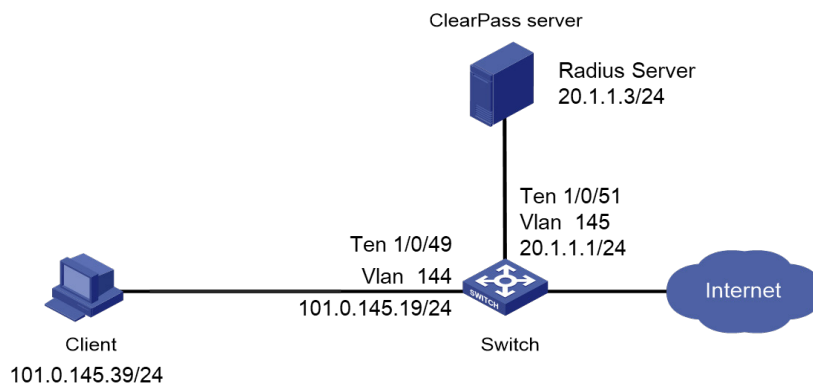 ClearPass server
Radius Server
20.1.1.3/24
Ten 1/0/51
Vlan 145
20.1.1.1/24
Ten 1/0/49
Vlan 144
101.0.145.19/24
SWITCH
Internet
Client
Switch
101.0.145.39/24